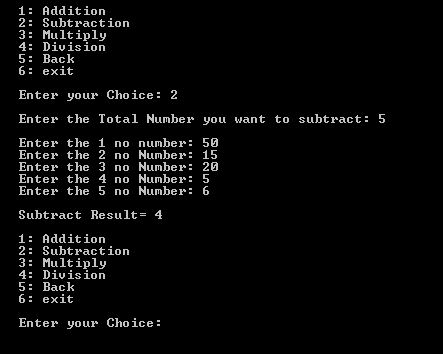 1: Addition
2: Subtraction
3: Multiply
4: Division
5: Back
6: exit
Enter your Choice: 2
Enter the Total Number you want to subtract: 5
Enter the 1 no number: 50
Enter the 2 no Number: 15
Enter the 3 no Number: 20
Enter the 4 no Number: 5
Enter the 5 no Number: 6
Subtract Result= 4
1: Addition
2: Subtraction
3: Multiply
4: Division
5: Back
6: exit
Enter your Choice: